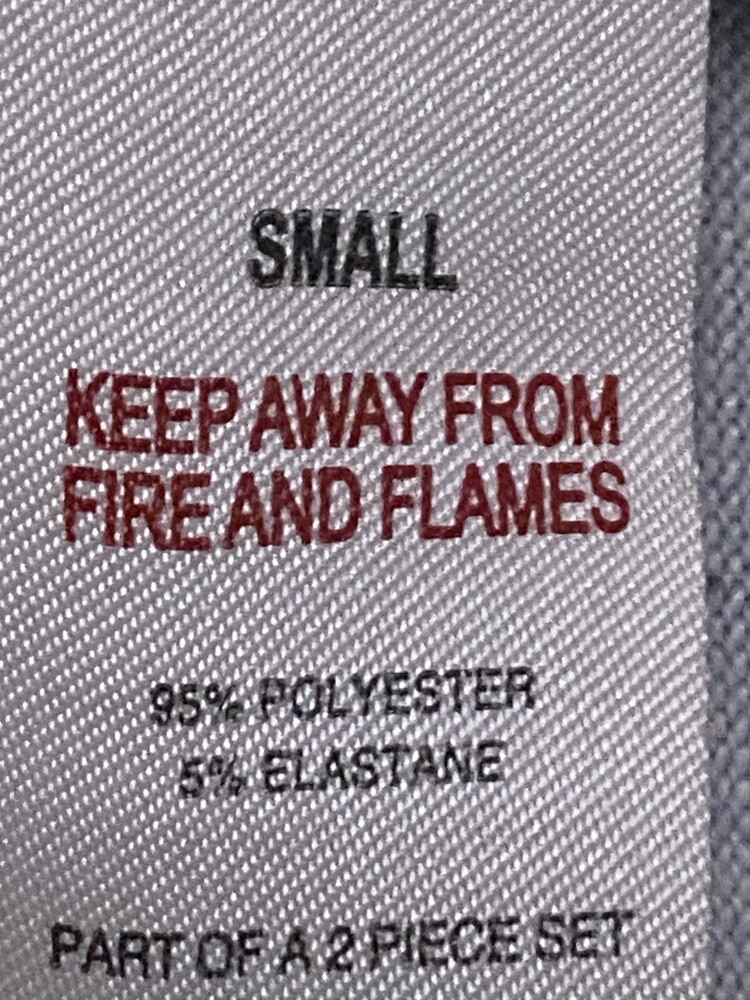 SMALL
KEEP AWAY FROM
FIRE AND FLAMES
95% POLYESTER
5% ELASTANE
PART OF A 2 PIECE SET